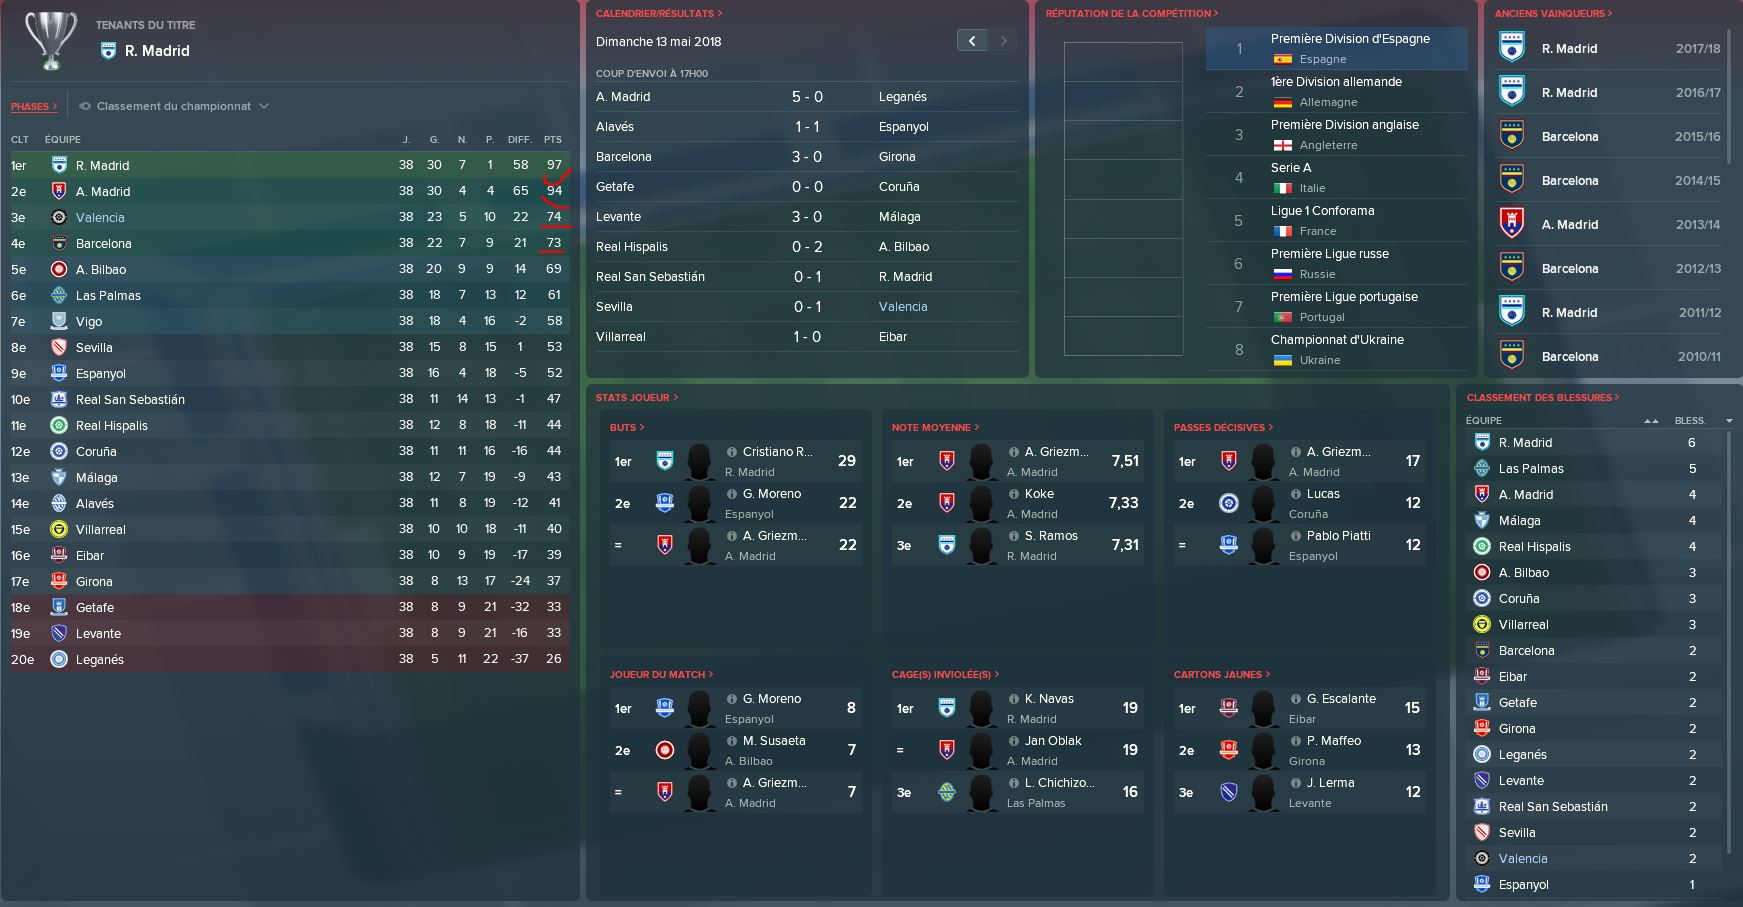 TENANTS DU TITRE
R. Madrid
PHASES >
Classement du championnat
CLT ÉQUIPE J. G. N. P. DIFF. PTS
1er R. Madrid 38 30 7 1 58 97
2e A. Madrid 38 30 4 4 65 94
3e Valencia 38 23 5 10 22 74
4e Barcelona 38 22 7 9 21 73
5e A. Bilbao 38 20 9 9 14 69
6e Las Palmas 38 18 7 13 12 61
7e Vigo 38 18 4 16 -2 58
8e Sevilla 38 15 8 15 1 53
9e Espanyol 38 16 4 18 -5 52
10e Real San Sebastián 38 11 14 13 -1 47
11e Real Hispalis 38 12 8 18 -11 44
12e Coruña 38 11 11 16 -16 44
13e Málaga 38 12 7 19 -9 43
14e Alavés 38 11 8 19 -12 41
15e Villarreal 38 10 10 18 -11 40
16e Eibar 38 10 9 19 -17 39
17e Girona 38 8 13 17 -24 37
18e Getafe 38 8 9 21 -32 33
19e Levante 38 8 9 21 -16 33
20e Leganés 38 5 11 22 -37 26
CALENDRIER/RÉSULTATS >
Dimanche 13 mai 2018
COUP D'ENVOI À 17H00
A. Madrid 5 - 0 Leganés
Alavés 1 - 1 Espanyol
Barcelona 3 - 0 Girona
Getafe 0 - 0 Coruña
Levante 3 - 0 Málaga
Real Hispalis 0 - 2 A. Bilbao
Real San Sebastián 0 - 1 R. Madrid
Sevilla 0 - 1 Valencia
Villarreal 1 - 0 Eibar
RÉPUTATION DE LA COMPÉTITION >
1 Première Division d'Espagne
Espagne
2 1ère Division allemande
Allemagne
3 Première Division anglaise
Angleterre
4 Serie A
Italie
5 Ligue 1 Conforama
France
6 Première Ligue russe
Russie
7 Première Ligue portugaise
Portugal
8 Championnat d'Ukraine
Ukraine
ANCIENS VAINQUEURS >
R. Madrid 2017/18
R. Madrid 2016/17
Barcelona 2015/16
Barcelona 2014/15
A. Madrid 2013/14
Barcelona 2012/13
R. Madrid 2011/12
Barcelona 2010/11
STATS JOUEUR >
BUTS >
1er Cristiano R... 29
R. Madrid
2e G. Moreno 22
Espanyol
= A. Griezm... 22
A. Madrid
NOTE MOYENNE >
1er A. Griezm... 7,51
A. Madrid
2e Koke 7,33
A. Madrid
3e S. Ramos 7,31
R. Madrid
PASSES DÉCISIVES >
1er A. Griezm... 17
A. Madrid
2e Lucas 12
Coruña
= Pablo Piatti 12
Espanyol
JOUEUR DU MATCH >
1er G. Moreno 8
Espanyol
2e M. Susaeta 7
A. Bilbao
= A. Griezm... 7
A. Madrid
CAGE(S) INVIOLÉE(S) >
1er K. Navas 19
R. Madrid
= Jan Oblak 19
A. Madrid
3e L. Chichizo... 16
Las Palmas
CARTONS JAUNES >
1er G. Escalante 15
Eibar
2e P. Maffeo 13
Girona
3e J. Lerma 12
Levante
CLASSEMENT DES BLESSURES >
ÉQUIPE BLESS.
R. Madrid 6
Las Palmas 5
A. Madrid 4
Málaga 4
Real Hispalis 4
A. Bilbao 3
Coruña 3
Villarreal 3
Barcelona 2
Eibar 2
Getafe 2
Girona 2
Leganés 2
Levante 2
Real San Sebastián 2
Sevilla 2
Valencia 2
Espanyol 1